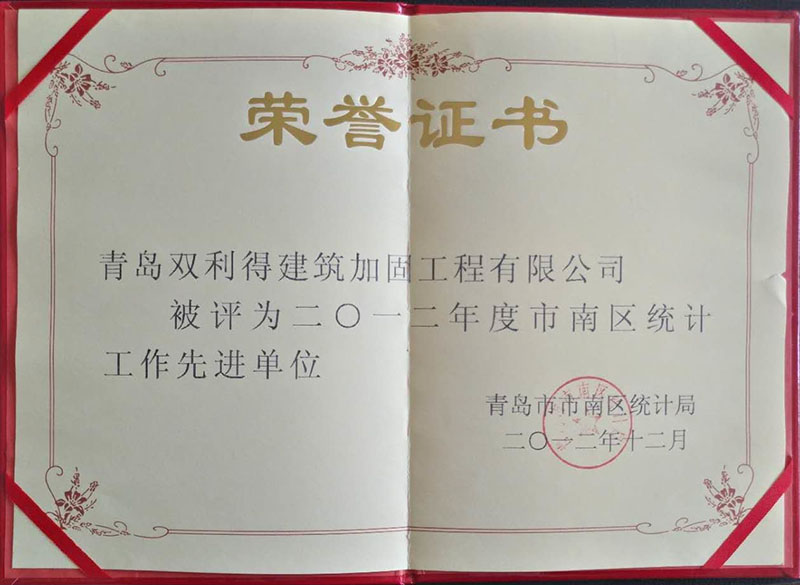 荣誉证书
青岛双利得建筑加固工程有限公司
被评为二〇一二年度市南区统计
工作先进单位
青岛市市南区统计局
二〇一二年十二月